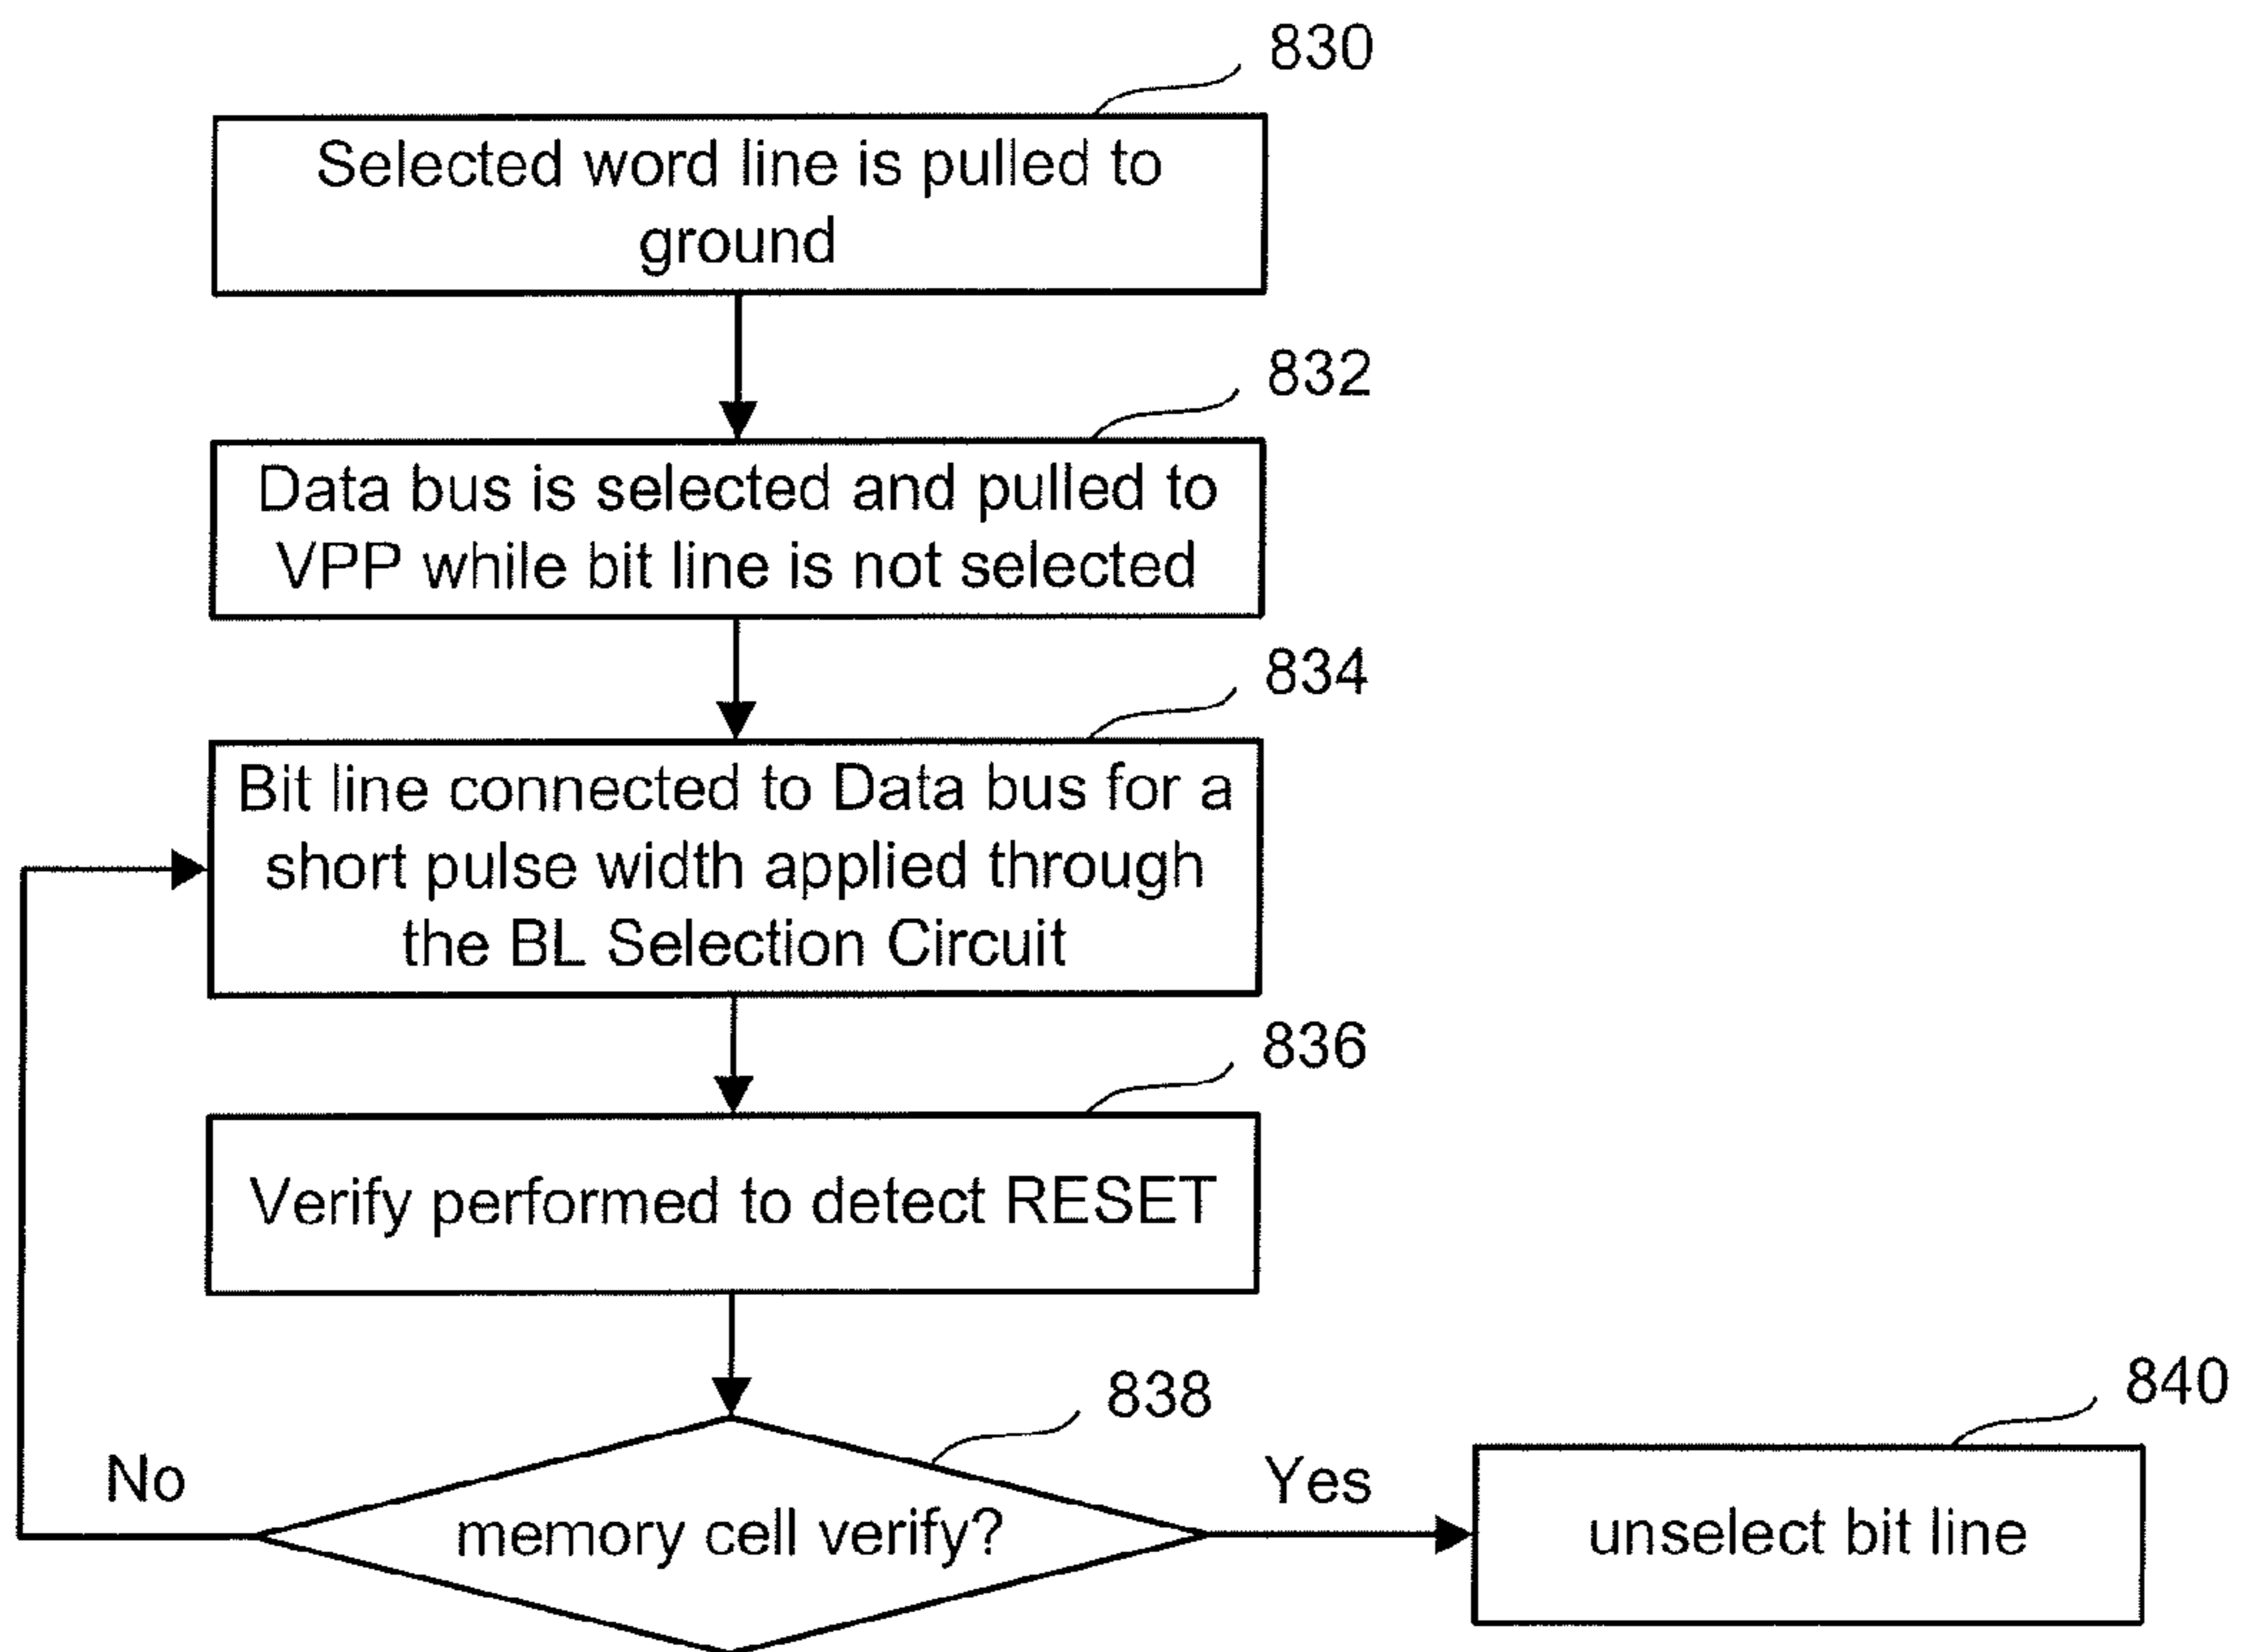 830
Selected word line is pulled to
ground
832
Data bus is selected and pulled to
VPP while bit line is not selected
834
Bit line connected to Data bus for a
short pulse width applied through
the BL Selection Circuit
836
Verify performed to detect RESET
838
840
No
memory cell verify?
Yes
unselect bit line